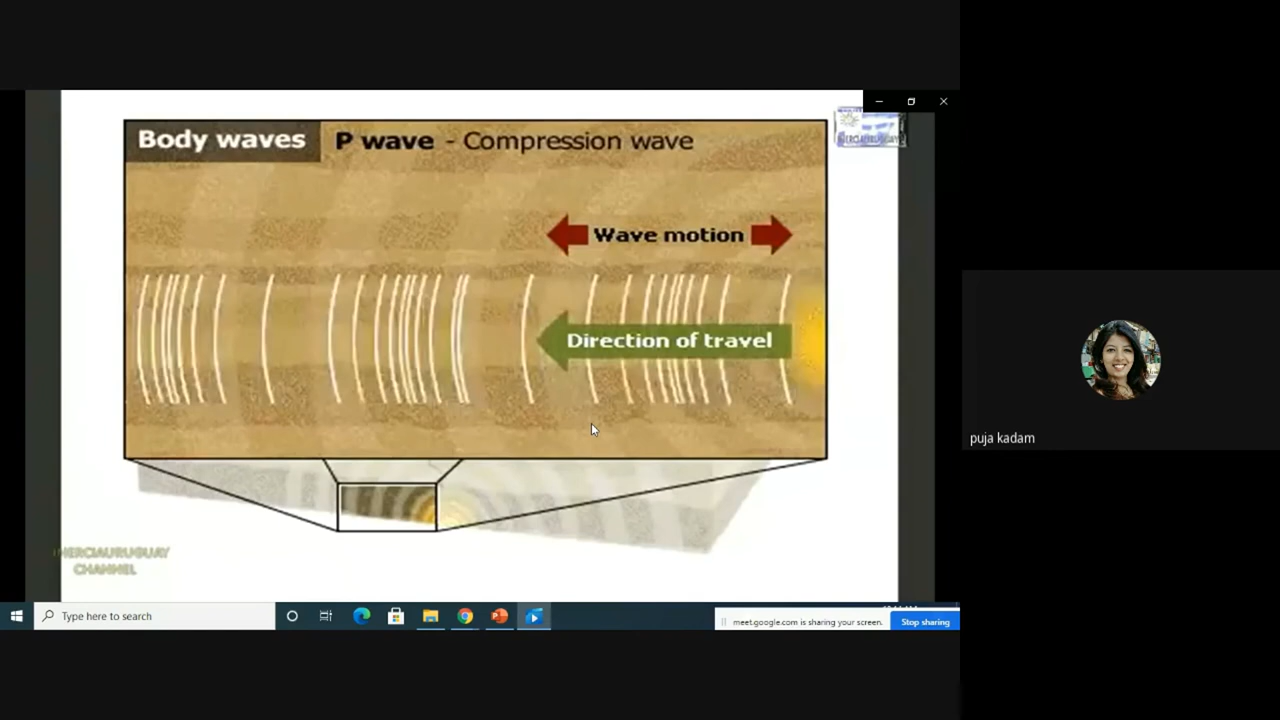 Body waves
P wave - Compression wave
Wave motion
Direction of travel
CHANNEL
puja kadam
Type here to search
meet.google.com is sharing your screen.
Stop sharing